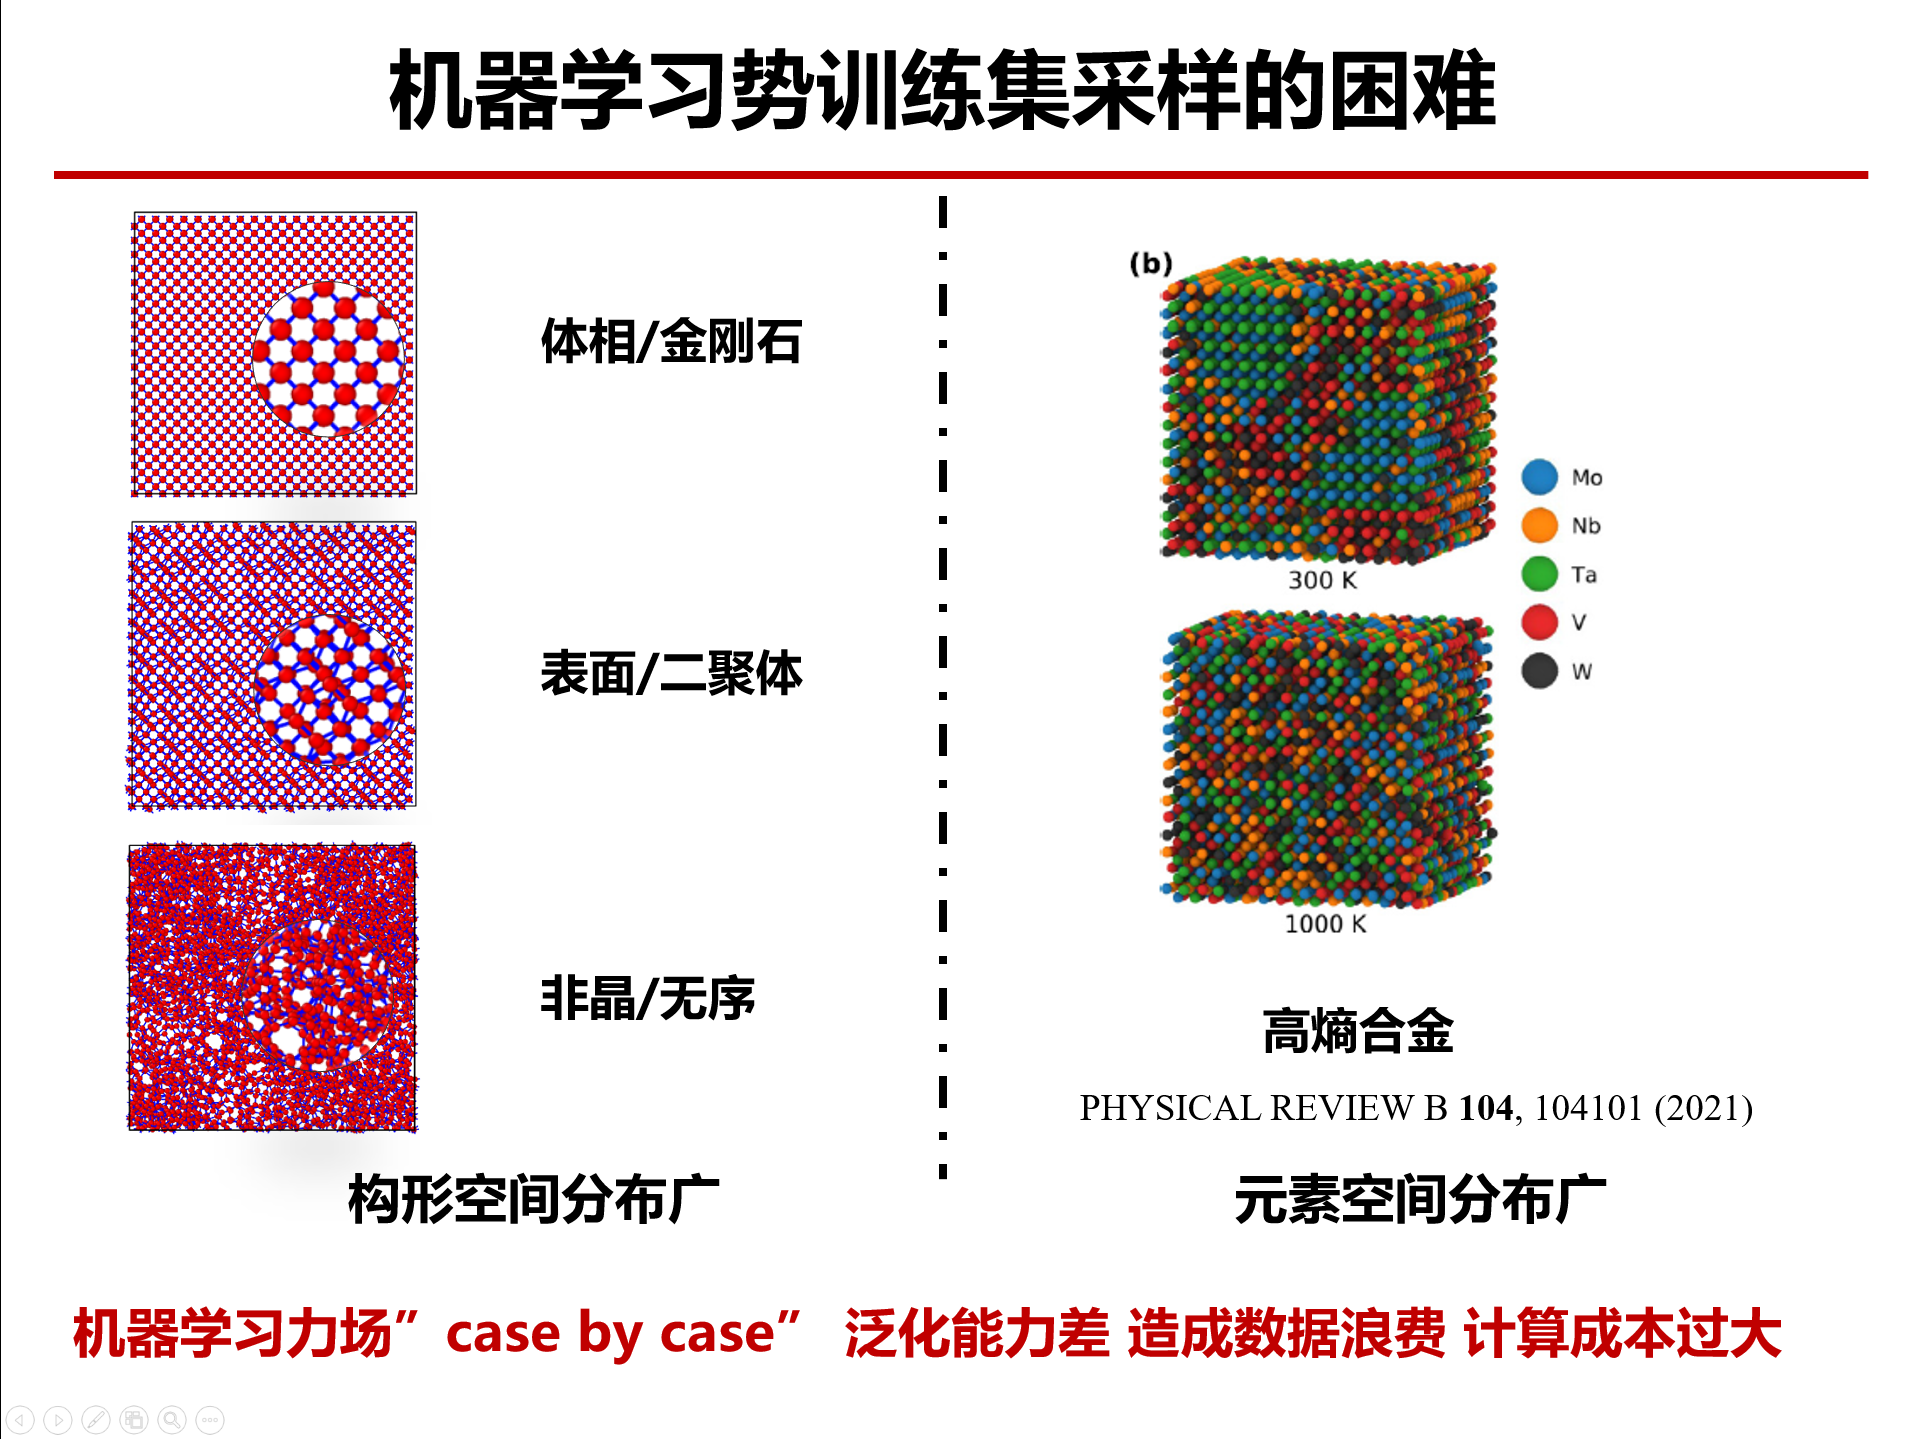 机器学习势训练集采样的困难
体相/金刚石
表面/二聚体
非晶/无序
构形空间分布广
(b)
300 K
1000 K
Mo
Nb
Ta
V
W
高熵合金
PHYSICAL REVIEW B 104, 104101 (2021)
元素空间分布广
机器学习力场”case by case” 泛化能力差 造成数据浪费 计算成本过大